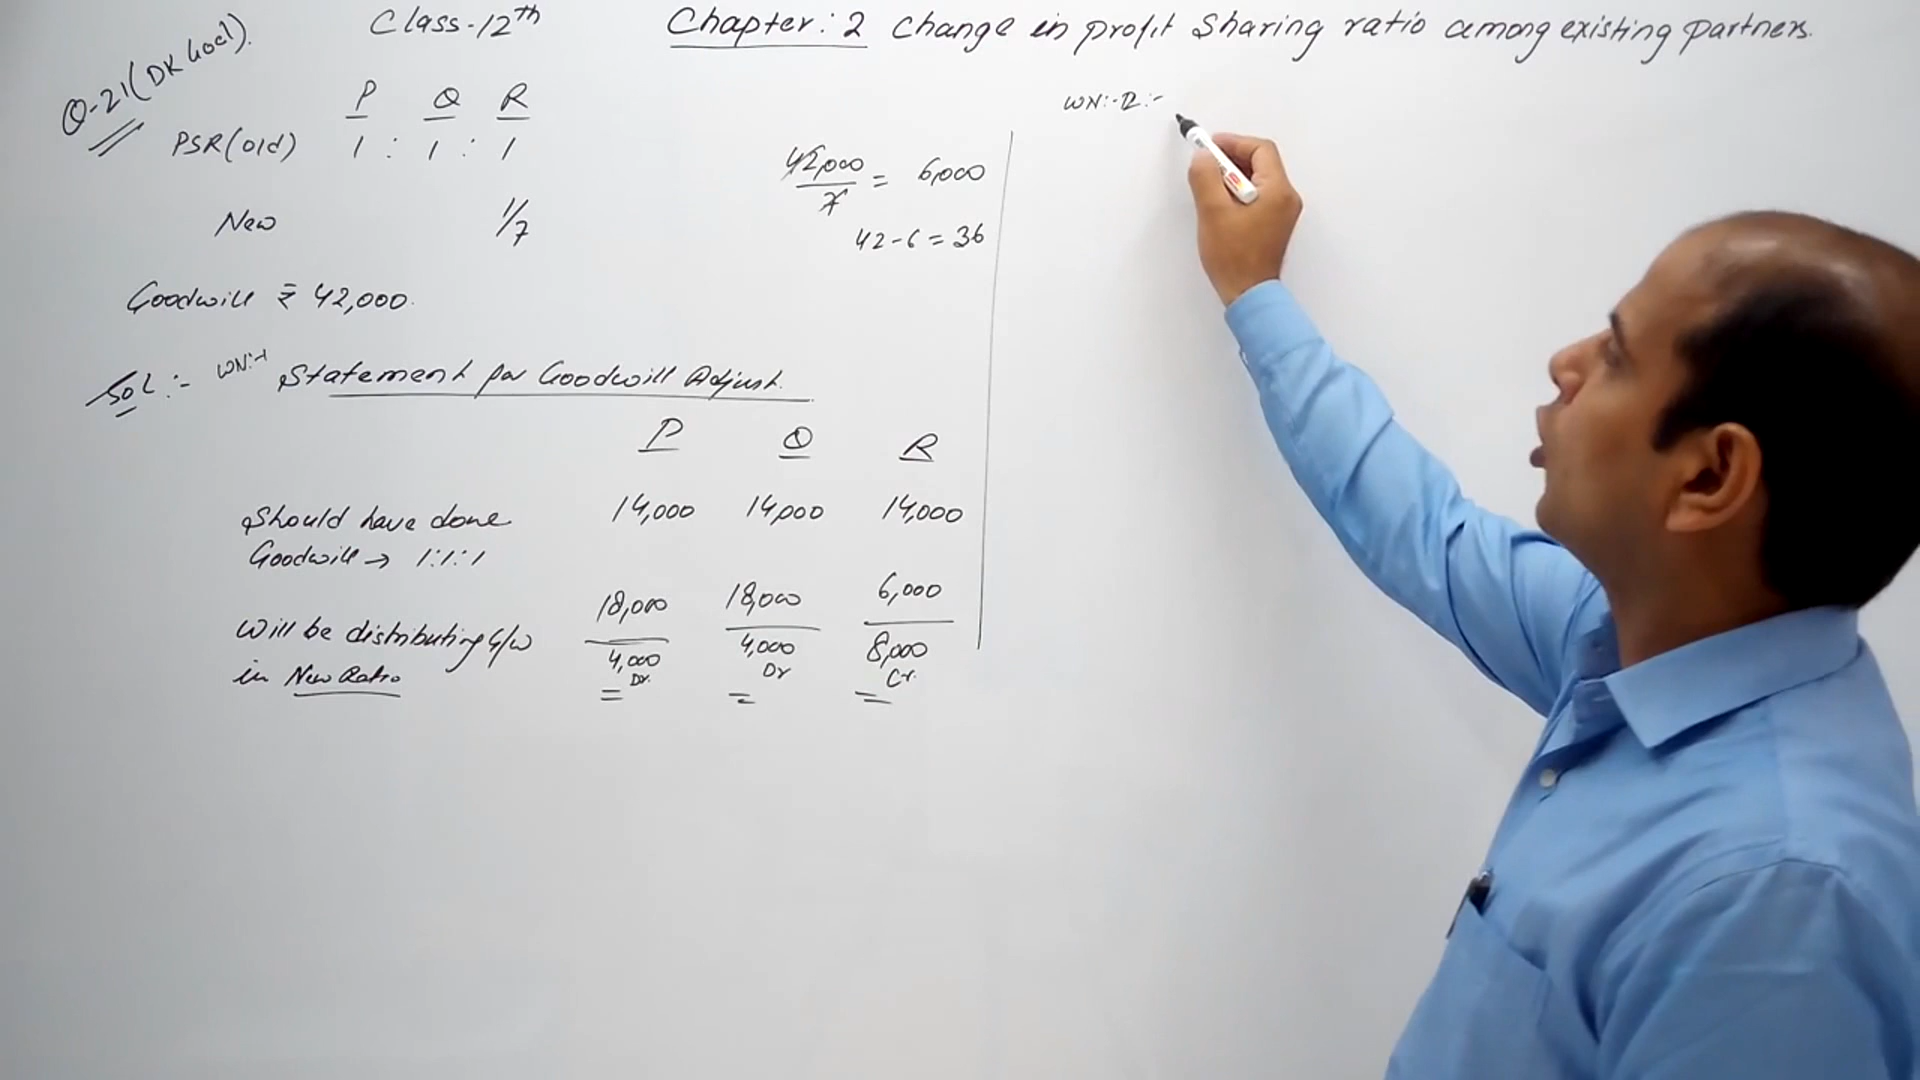 Class-12th
Chapter: 2 Change in profit sharing ratio among existing partners.
Q-21 (DK Goel).
P Q R
PSR(old) 1 : 1 : 1
New 1/7
Goodwill ₹ 42,000.
42,000/7 = 6,000
42-6=36
Sol:- WN:-1 Statement for Goodwill Adjust.
P Q R
Should have done 14,000 14,000 14,000
Goodwill → 1:1:1
Will be distributing G/W 18,000 18,000 6,000
in New Ratio 4,000 Dr. 4,000 Dr 8,000 Cr.
WN:-2:-